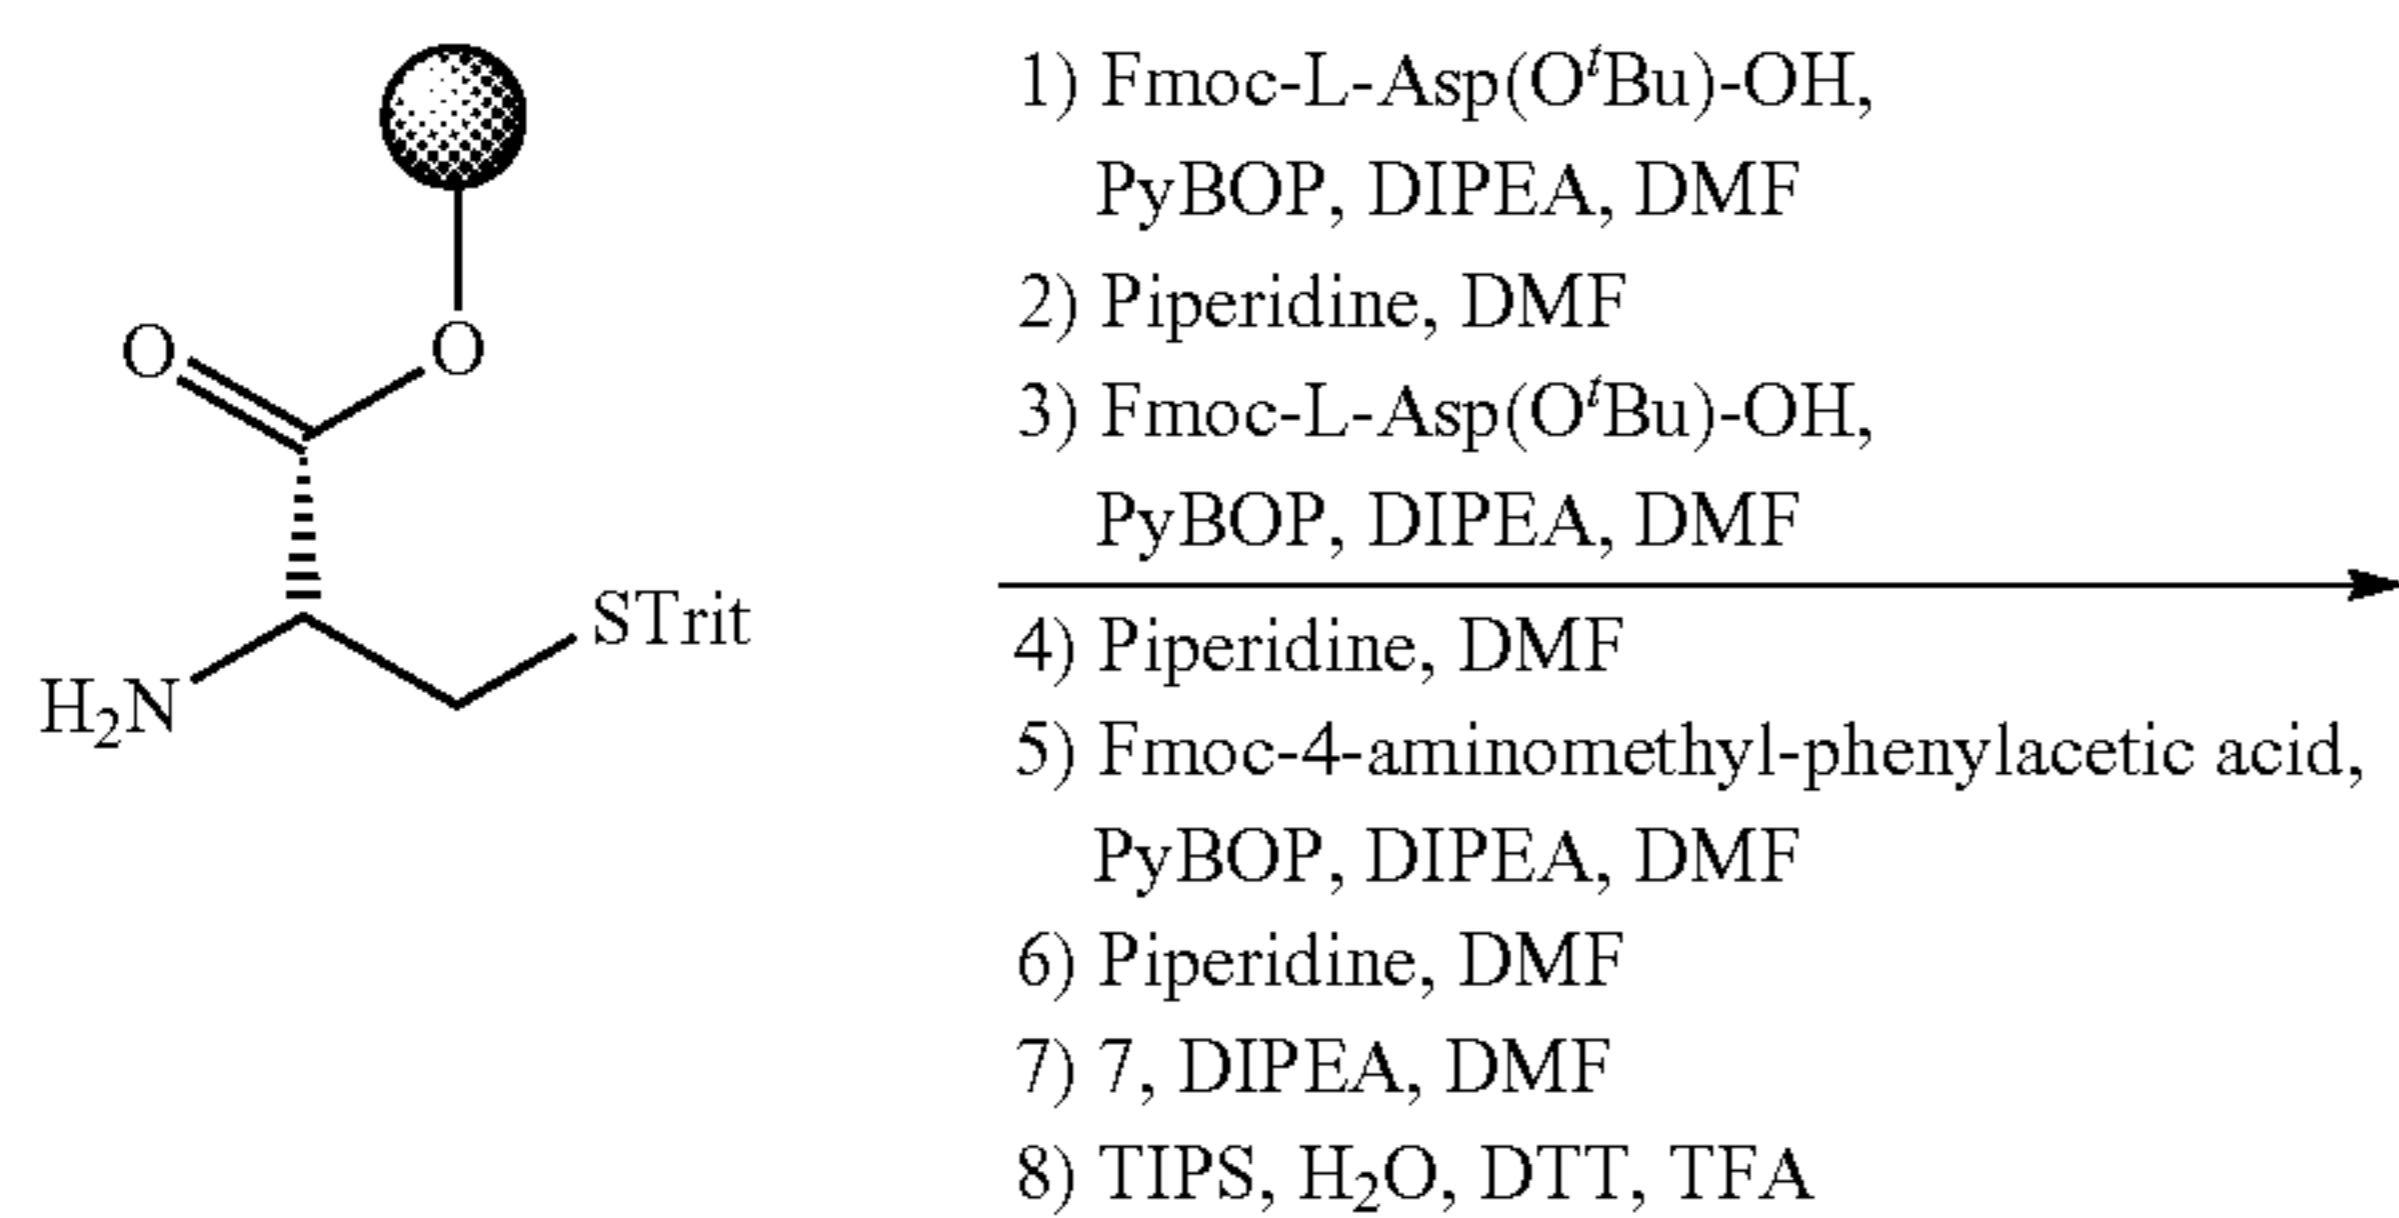 O
O
H₂N
STrit
1) Fmoc-L-Asp(OᵗBu)-OH,
PyBOP, DIPEA, DMF
2) Piperidine, DMF
3) Fmoc-L-Asp(OᵗBu)-OH,
PyBOP, DIPEA, DMF
4) Piperidine, DMF
5) Fmoc-4-aminomethyl-phenylacetic acid,
PyBOP, DIPEA, DMF
6) Piperidine, DMF
7) 7, DIPEA, DMF
8) TIPS, H₂O, DTT, TFA